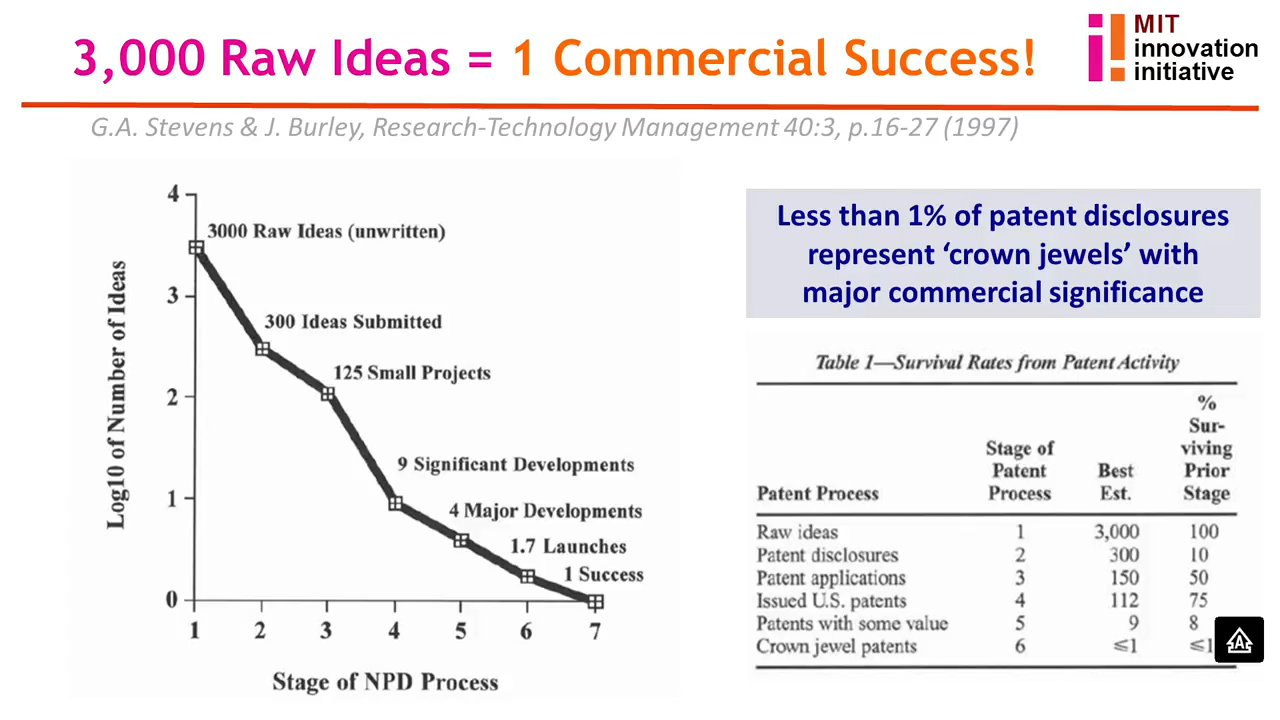 3,000 Raw Ideas = 1 Commercial Success!
MIT
innovation
initiative
G.A. Stevens & J. Burley, Research-Technology Management 40:3, p.16-27 (1997)
Log10 of Number of Ideas
4
3
2
1
0
3000 Raw Ideas (unwritten)
300 Ideas Submitted
125 Small Projects
9 Significant Developments
4 Major Developments
1.7 Launches
1 Success
1 2 3 4 5 6 7
Stage of NPD Process
Less than 1% of patent disclosures
represent ‘crown jewels’ with
major commercial significance
Table 1—Survival Rates from Patent Activity
%
Sur-
Stage of viving
Patent Best Prior
Patent Process Process Est. Stage
Raw ideas 1 3,000 100
Patent disclosures 2 300 10
Patent applications 3 150 50
Issued U.S. patents 4 112 75
Patents with some value 5 9 8
Crown jewel patents 6 ≤1 ≤1
A